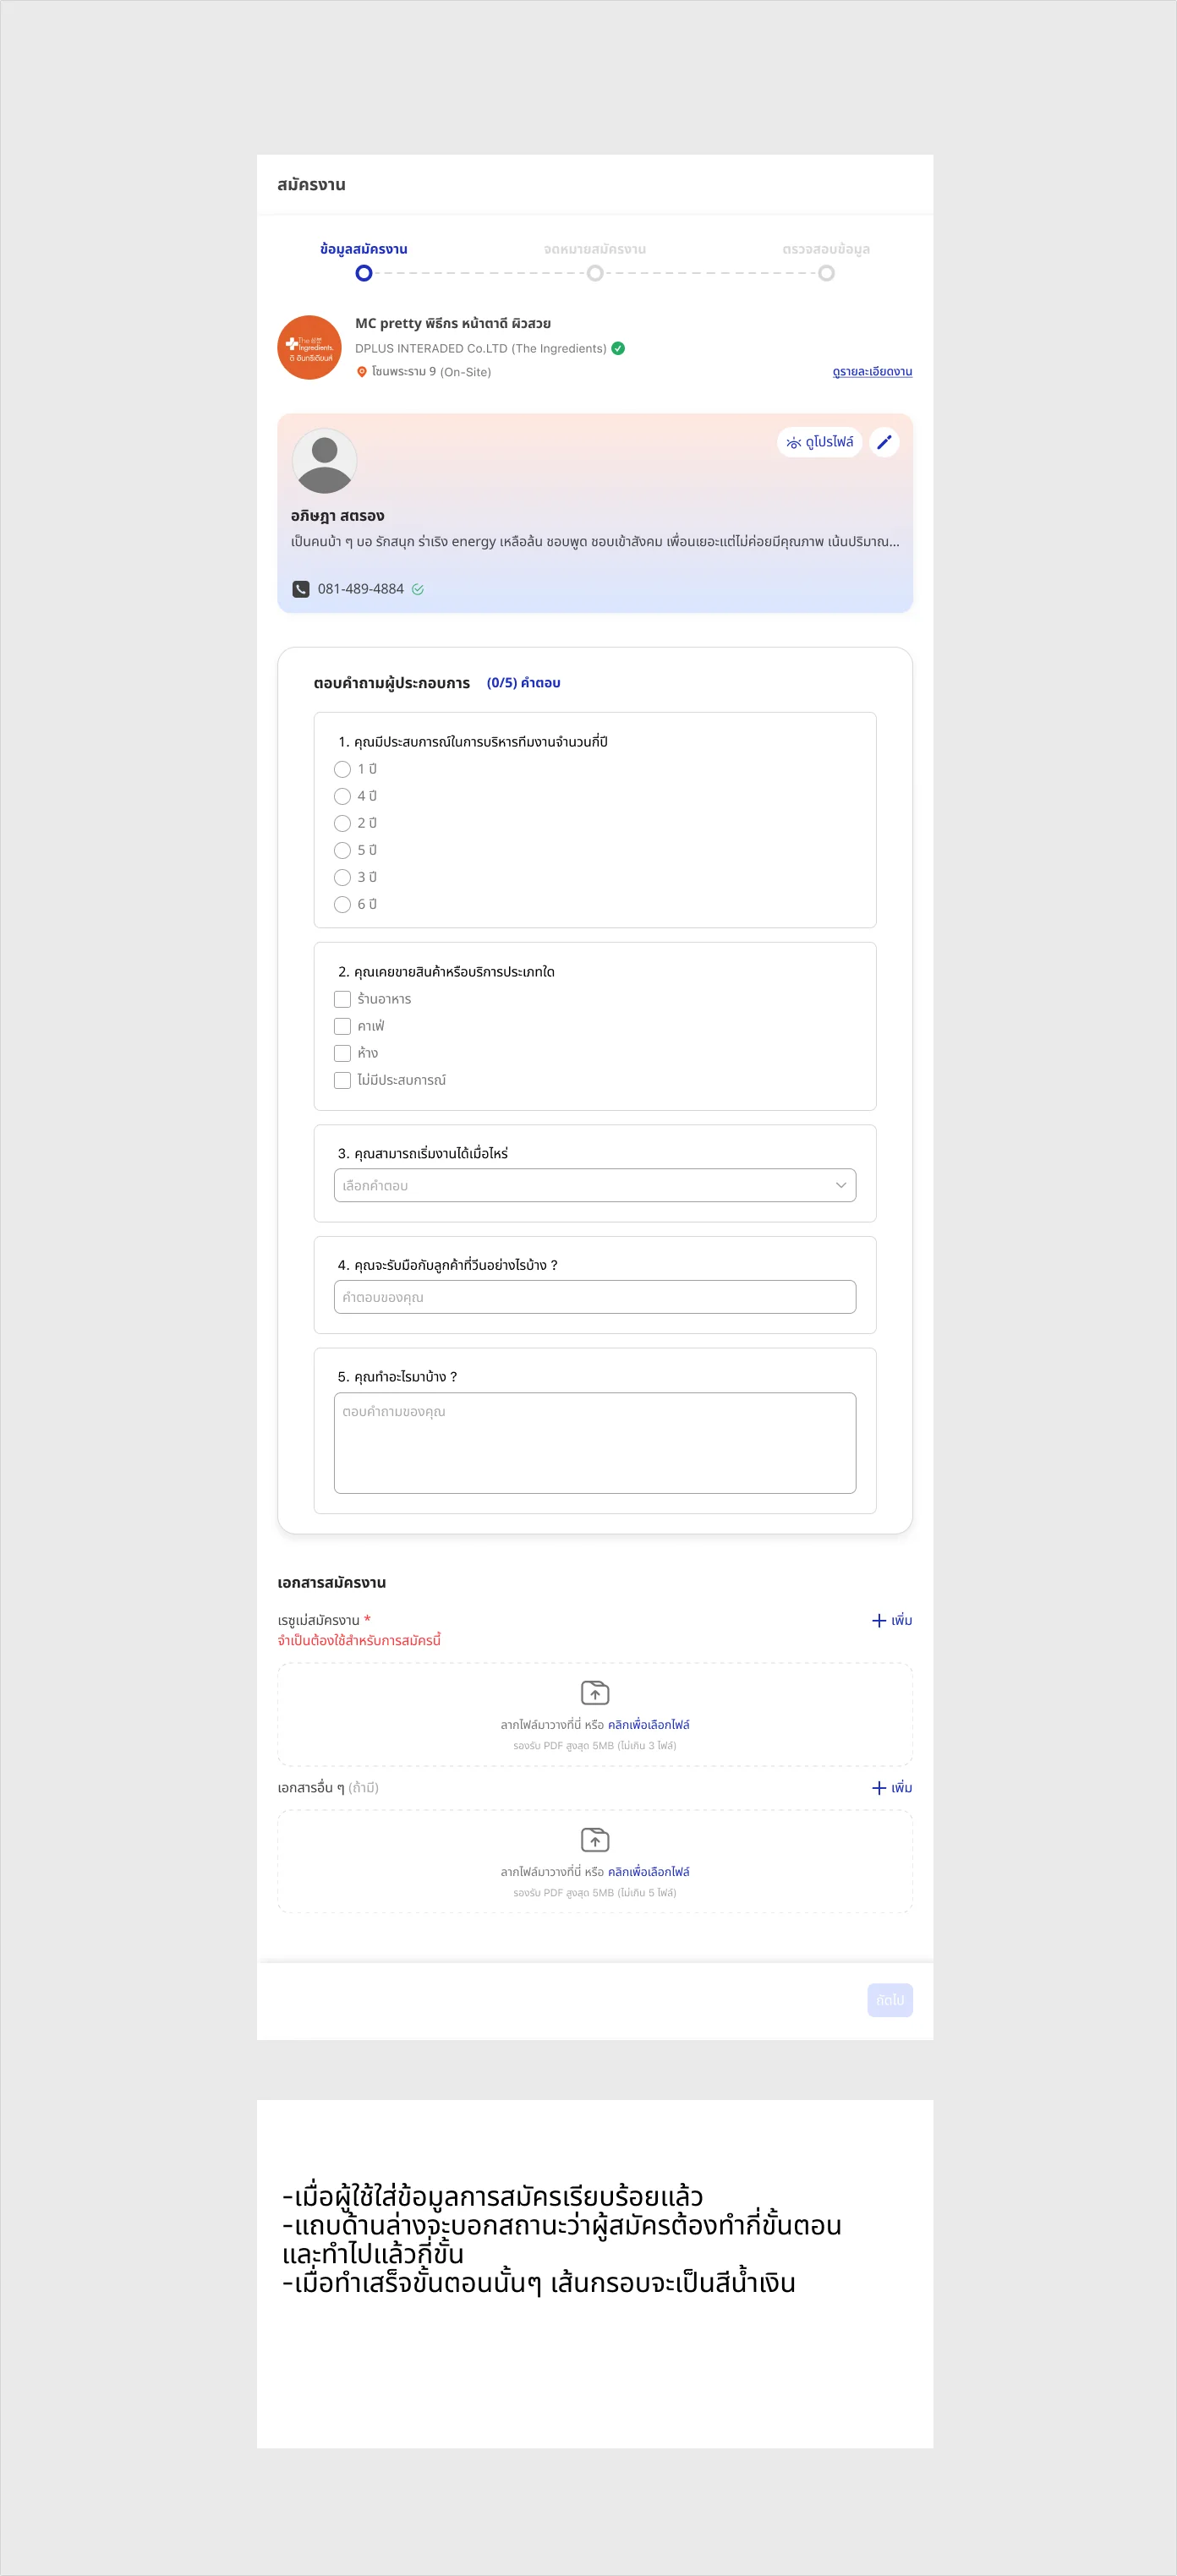 สมัครงาน
ข้อมูลสมัครงาน
จดหมายสมัครงาน
ตรวจสอบข้อมูล
The
Ingredients.
ดิ อินกรีเดียนส์
MC pretty พิธีกร หน้าตาดี ผิวสวย
DPLUS INTERADED Co.LTD (The Ingredients)
โซนพระราม 9 (On-Site)
ดูรายละเอียดงาน
ดูโปรไฟล์
อภิษฎา สตรอง
เป็นคนบ้า ๆ บอ รักสนุก ร่าเริง energy เหลือล้น ชอบพูด ชอบเข้าสังคม เพื่อนเยอะแต่ไม่ค่อยมีคุณภาพ เน้นปริมาณ...
081-489-4884
ตอบคำถามผู้ประกอบการ (0/5) คำตอบ
1. คุณมีประสบการณ์ในการบริหารทีมงานจำนวนกี่ปี
1 ปี
4 ปี
2 ปี
5 ปี
3 ปี
6 ปี
2. คุณเคยขายสินค้าหรือบริการประเภทใด
ร้านอาหาร
คาเฟ่
ห้าง
ไม่มีประสบการณ์
3. คุณสามารถเริ่มงานได้เมื่อไหร่
เลือกคำตอบ
4. คุณจะรับมือกับลูกค้าที่วีนอย่างไรบ้าง ?
คำตอบของคุณ
5. คุณทำอะไรมาบ้าง ?
ตอบคำถามของคุณ
เอกสารสมัครงาน
เรซูเม่สมัครงาน *
เพิ่ม
จำเป็นต้องใช้สำหรับการสมัครนี้
ลากไฟล์มาวางที่นี่ หรือ คลิกเพื่อเลือกไฟล์
รองรับ PDF สูงสุด 5MB (ไม่เกิน 3 ไฟล์)
เอกสารอื่น ๆ (ถ้ามี)
เพิ่ม
ลากไฟล์มาวางที่นี่ หรือ คลิกเพื่อเลือกไฟล์
รองรับ PDF สูงสุด 5MB (ไม่เกิน 5 ไฟล์)
ถัดไป
-เมื่อผู้ใช้ใส่ข้อมูลการสมัครเรียบร้อยแล้ว
-แถบด้านล่างจะบอกสถานะว่าผู้สมัครต้องทำกี่ขั้นตอน
และทำไปแล้วกี่ขั้น
-เมื่อทำเสร็จขั้นตอนนั้นๆ เส้นกรอบจะเป็นสีน้ำเงิน